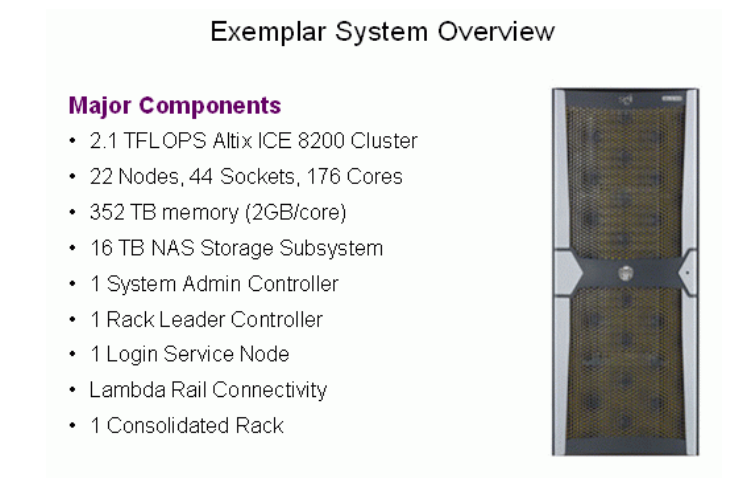 Exemplar System Overview
Major Components
• 2.1 TFLOPS Altix ICE 8200 Cluster
• 22 Nodes, 44 Sockets, 176 Cores
• 352 TB memory (2GB/core)
• 16 TB NAS Storage Subsystem
• 1 System Admin Controller
• 1 Rack Leader Controller
• 1 Login Service Node
• Lambda Rail Connectivity
• 1 Consolidated Rack